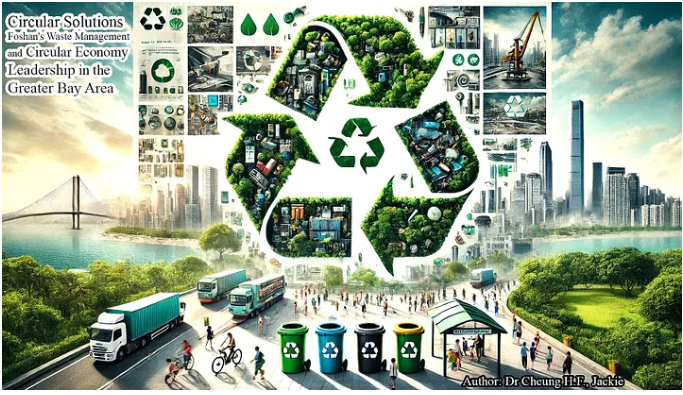 Circular Solutions
Foshan's Waste Management
and Circular Economy
Leadership in the
Greater Bay Area
Author: Dr Cheung H.F., Jackie